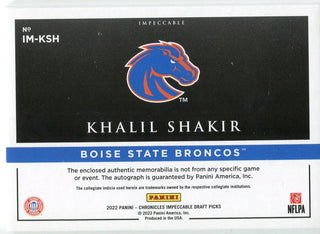 IMPECCABLE
Nº
IM-KSH
TM
KHALIL SHAKIR
BOISE STATE BRONCOS™
The enclosed authentic memorabilia is not from any specific game
or event. The autograph is guaranteed by Panini America, Inc.
The collegiate indicia used herein are trademarks owned by the respective collegiate institutions.
PANINI
2022 PANINI - CHRONICLES IMPECCABLE DRAFT PICKS
© 2022 Panini America, Inc.
Produced in the USA.
NFLPA